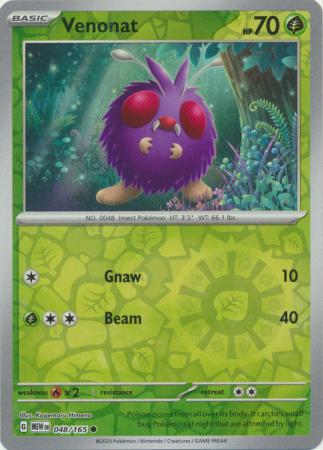 BASIC
Venonat
HP 70
NO. 0048 Insect Pokémon HT. 3'3" WT. 66.1 lbs.
Gnaw 10
Beam 40
weakness ×2 resistance retreat
Illus. Kagemaru Himeno
G MEW EN 048/165
Poison oozes from all over its body. It catches small
bug Pokémon at night that are attracted by light.
©2023 Pokémon / Nintendo / Creatures / GAME FREAK